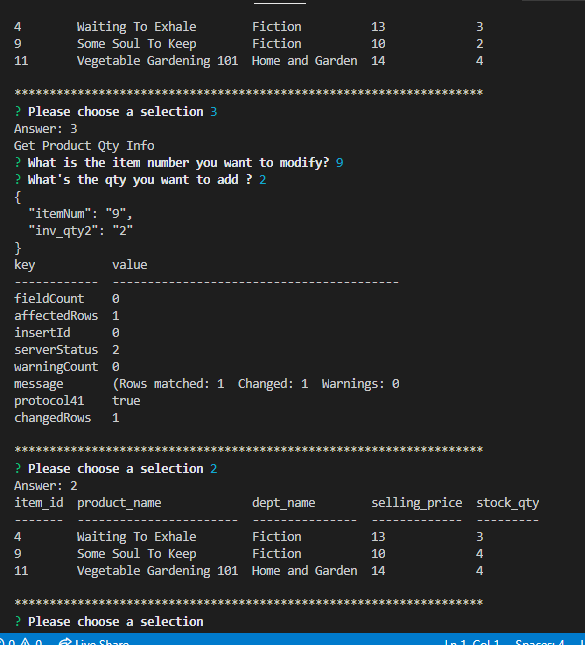 4       Waiting To Exhale        Fiction          13             3
9       Some Soul To Keep        Fiction          10             2
11      Vegetable Gardening 101  Home and Garden  14             4
*******************************************************************
? Please choose a selection 3
Answer: 3
Get Product Qty Info
? What is the item number you want to modify? 9
? What's the qty you want to add ? 2
{
  "itemNum": "9",
  "inv_qty2": "2"
}
key           value
------------  -----------------------------------------
fieldCount    0
affectedRows  1
insertId      0
serverStatus  2
warningCount  0
message       (Rows matched: 1  Changed: 1  Warnings: 0
protocol41    true
changedRows   1
*******************************************************************
? Please choose a selection 2
Answer: 2
item_id  product_name             dept_name        selling_price  stock_qty
-------  -----------------------  ---------------  -------------  ---------
4        Waiting To Exhale        Fiction          13             3
9        Some Soul To Keep        Fiction          10             4
11       Vegetable Gardening 101  Home and Garden  14             4
*******************************************************************
? Please choose a selection
0 0 Live Share Ln 1, Col 1 Spaces: 4